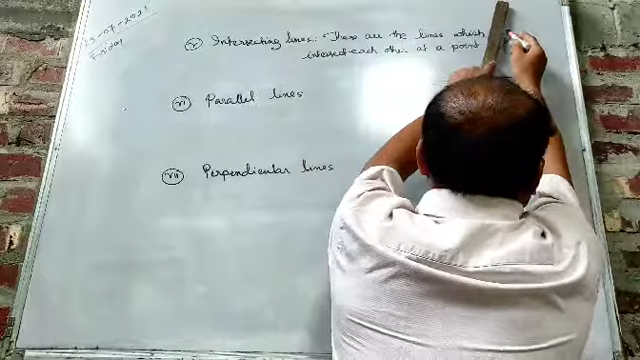 23-07-2021
Friday
(v) Intersecting lines: These are the lines which
intersect each other at a point
(vi) Parallel lines
(vii) Perpendicular lines